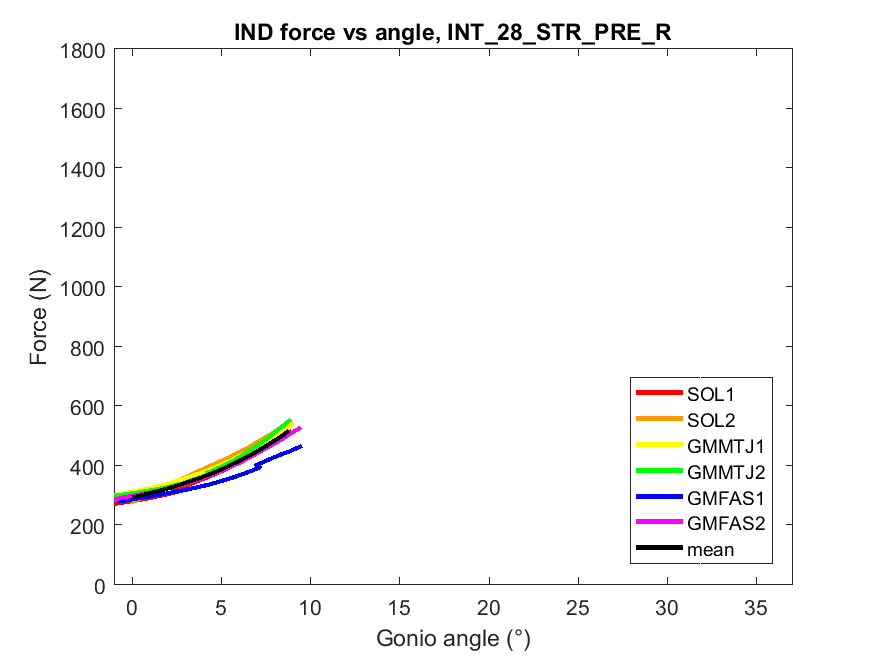 IND force vs angle, INT_28_STR_PRE_R
1800
1600
1400
1200
1000
800
600
400
200
0
Force (N)
0 5 10 15 20 25 30 35
Gonio angle (°)
SOL1
SOL2
GMMTJ1
GMMTJ2
GMFAS1
GMFAS2
mean